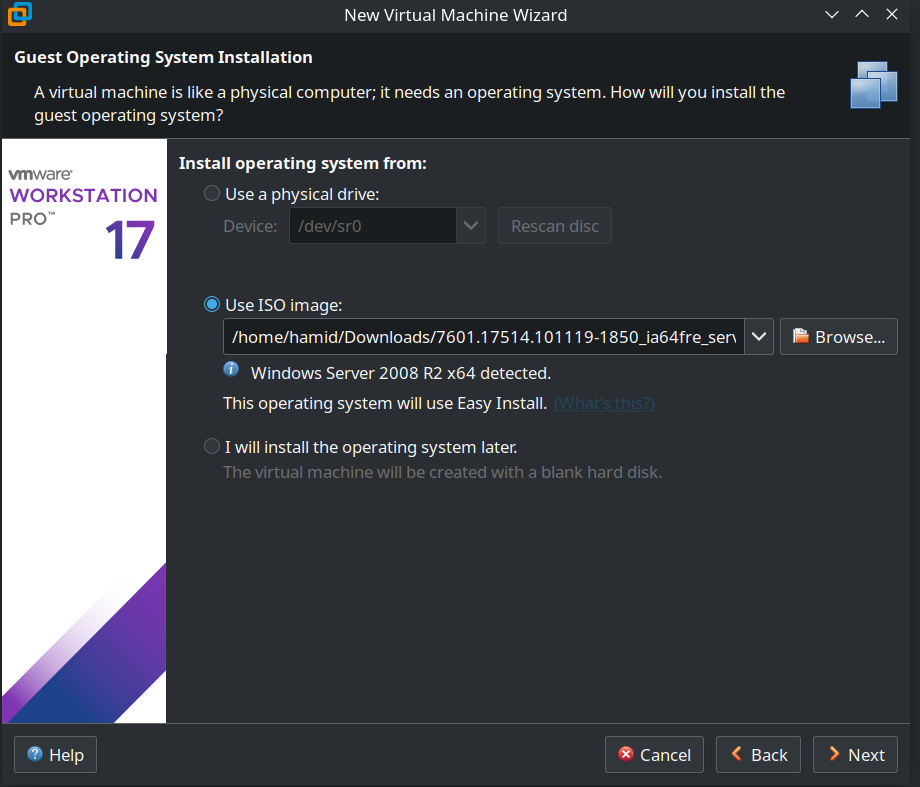 New Virtual Machine Wizard
Guest Operating System Installation
A virtual machine is like a physical computer; it needs an operating system. How will you install the
guest operating system?
vmware®
WORKSTATION
PRO™
17
Install operating system from:
Use a physical drive:
Device: /dev/sr0 Rescan disc
Use ISO image:
/home/hamid/Downloads/7601.17514.101119-1850_ia64fre_serv Browse...
Windows Server 2008 R2 x64 detected.
This operating system will use Easy Install. (What's this?)
I will install the operating system later.
The virtual machine will be created with a blank hard disk.
Help Cancel Back Next